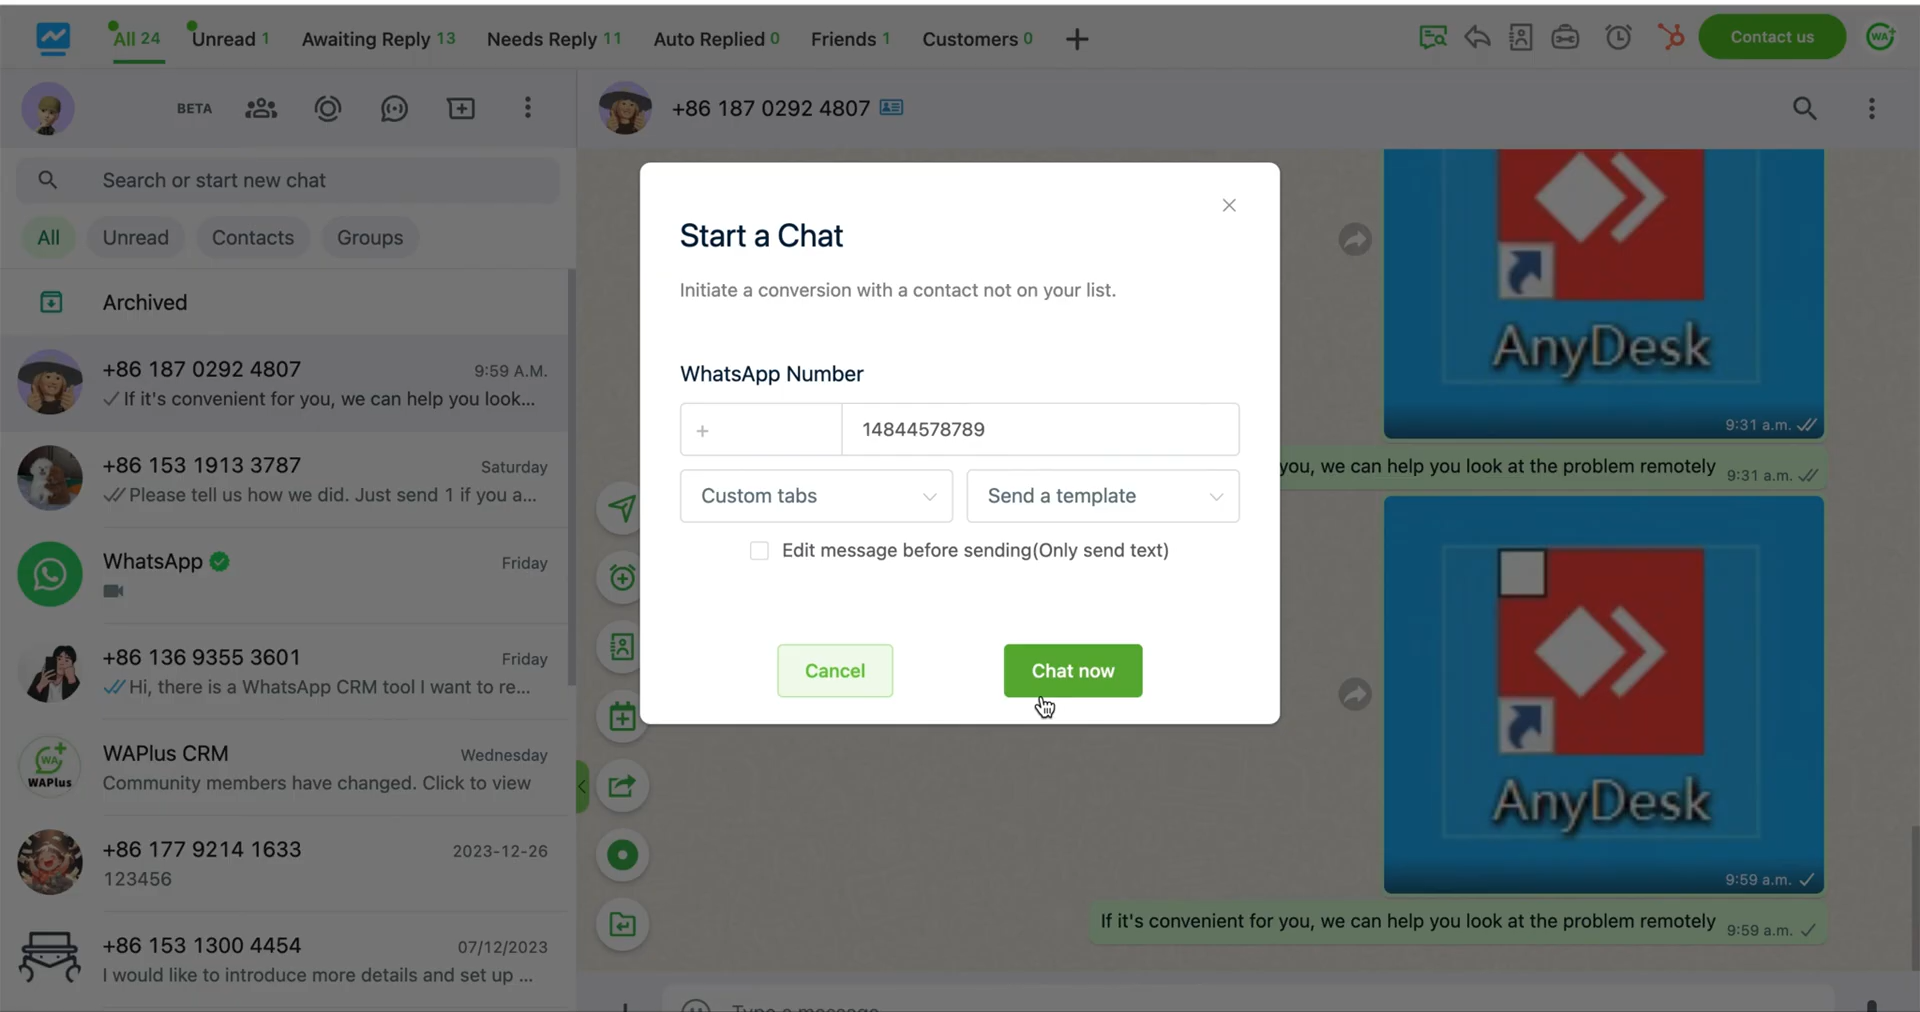 All 24
Unread 1
Awaiting Reply 13
Needs Reply 11
Auto Replied 0
Friends 1
Customers 0
Contact us
WA
BETA
+86 187 0292 4807
Search or start new chat
All
Unread
Contacts
Groups
Archived
+86 187 0292 4807
9:59 A.M.
If it's convenient for you, we can help you look...
+86 153 1913 3787
Saturday
Please tell us how we did. Just send 1 if you a...
WhatsApp
Friday
+86 136 9355 3601
Friday
Hi, there is a WhatsApp CRM tool I want to re...
WA
WAPlus
WAPlus CRM
Wednesday
Community members have changed. Click to view
+86 177 9214 1633
2023-12-26
123456
+86 153 1300 4454
07/12/2023
I would like to introduce more details and set up ...
Start a Chat
Initiate a conversion with a contact not on your list.
WhatsApp Number
+
14844578789
Custom tabs
Send a template
Edit message before sending(Only send text)
Cancel
Chat now
AnyDesk
9:31 a.m.
you, we can help you look at the problem remotely
9:31 a.m.
AnyDesk
9:59 a.m.
If it's convenient for you, we can help you look at the problem remotely
9:59 a.m.
Type a message